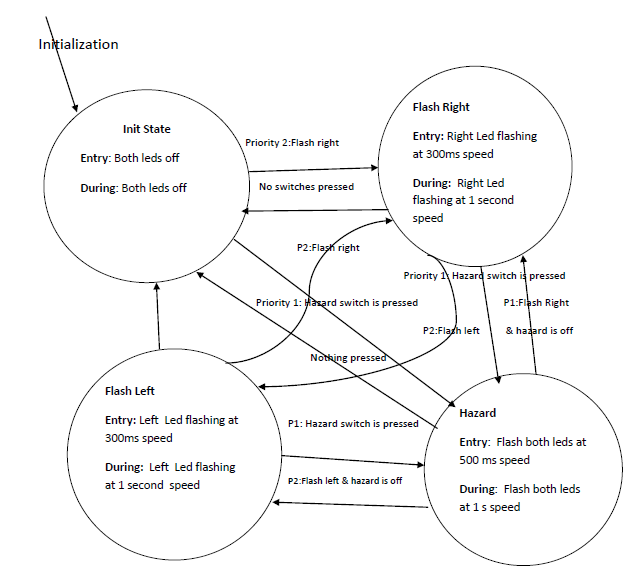 Initialization
Init State
Entry: Both leds off
During: Both leds off
Priority 2:Flash right
No switches pressed
Flash Right
Entry: Right Led flashing
at 300ms speed
During:  Right Led
flashing at 1 second
speed
P2:Flash right
Priority 1: Hazard switch is pressed
Priority 1: Hazard switch is pressed
P1:Flash Right
& hazard is off
P2:Flash left
Nothing pressed
Flash Left
Entry: Left  Led flashing at
300ms speed
During:  Left  Led flashing
at 1 second  speed
P1: Hazard switch is pressed
P2:Flash left & hazard is off
Hazard
Entry:  Flash both leds at
500 ms speed
During:  Flash both leds
at 1 s speed